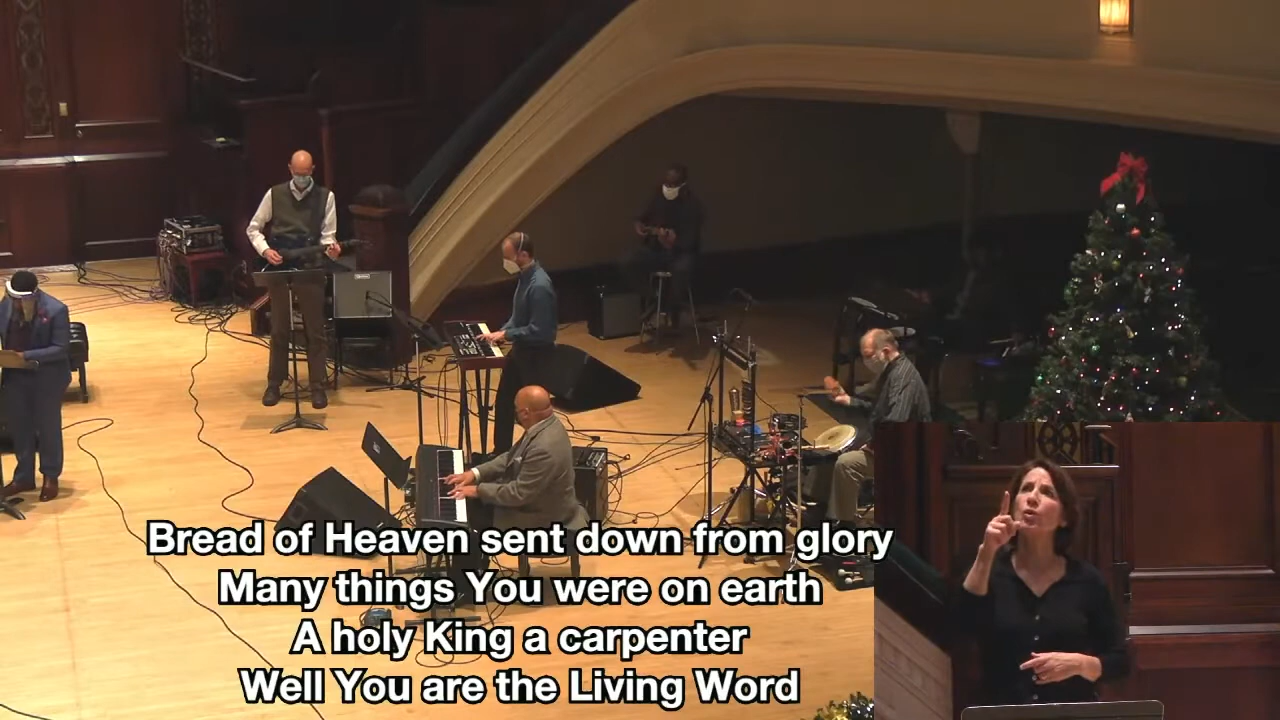 Bread of Heaven sent down from glory
Many things You were on earth
A holy King a carpenter
Well You are the Living Word